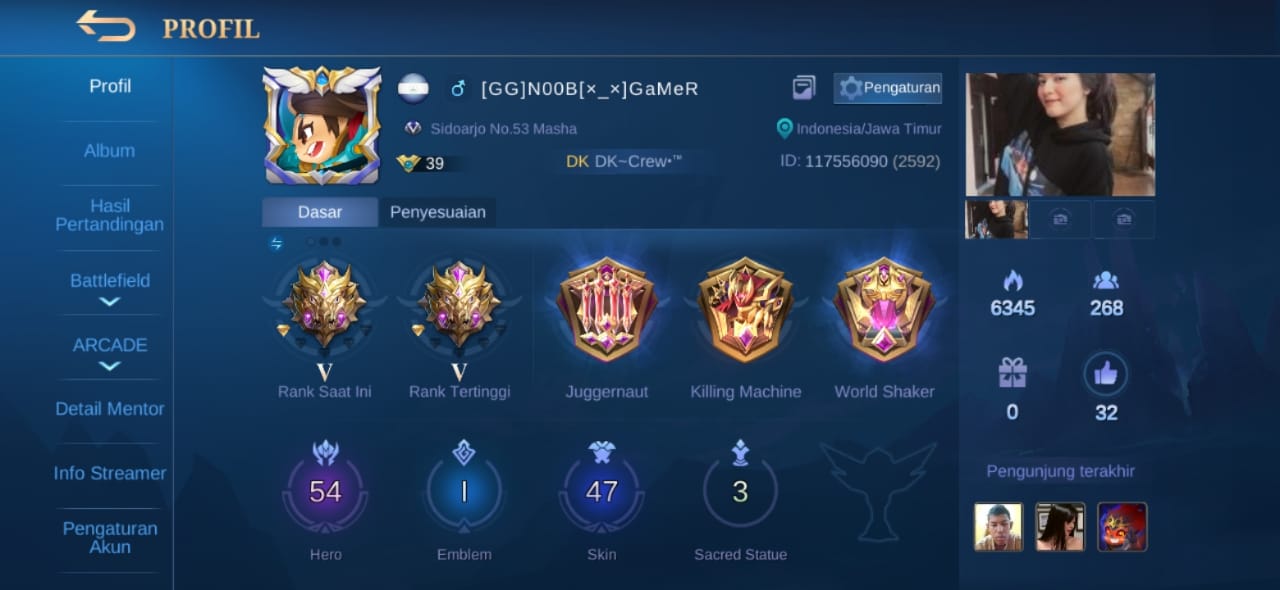 PROFIL
Profil
Album
Hasil
Pertandingan
Battlefield
ARCADE
Detail Mentor
Info Streamer
Pengaturan
Akun
[GG]N00B[×_×]GaMeR
Pengaturan
Sidoarjo No.53 Masha
Indonesia/Jawa Timur
39
DK DK~Crew•™
ID: 117556090 (2592)
Dasar
Penyesuaian
V
V
Rank Saat Ini
Rank Tertinggi
Juggernaut
Killing Machine
World Shaker
54
I
47
3
Hero
Emblem
Skin
Sacred Statue
6345
268
0
32
Pengunjung terakhir